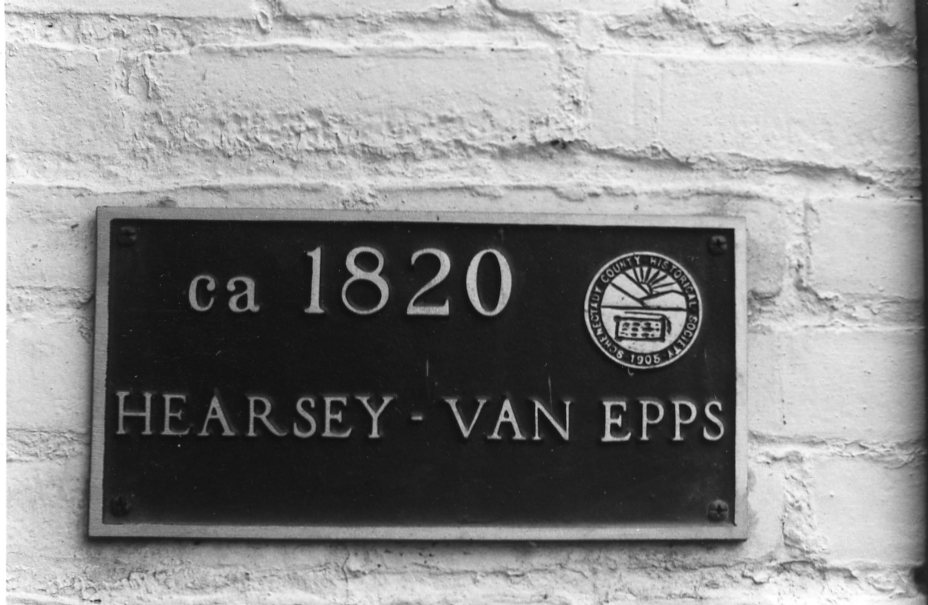 ca 1820
SCHENECTADY COUNTY HISTORICAL SOCIETY
1905
HEARSEY - VAN EPPS